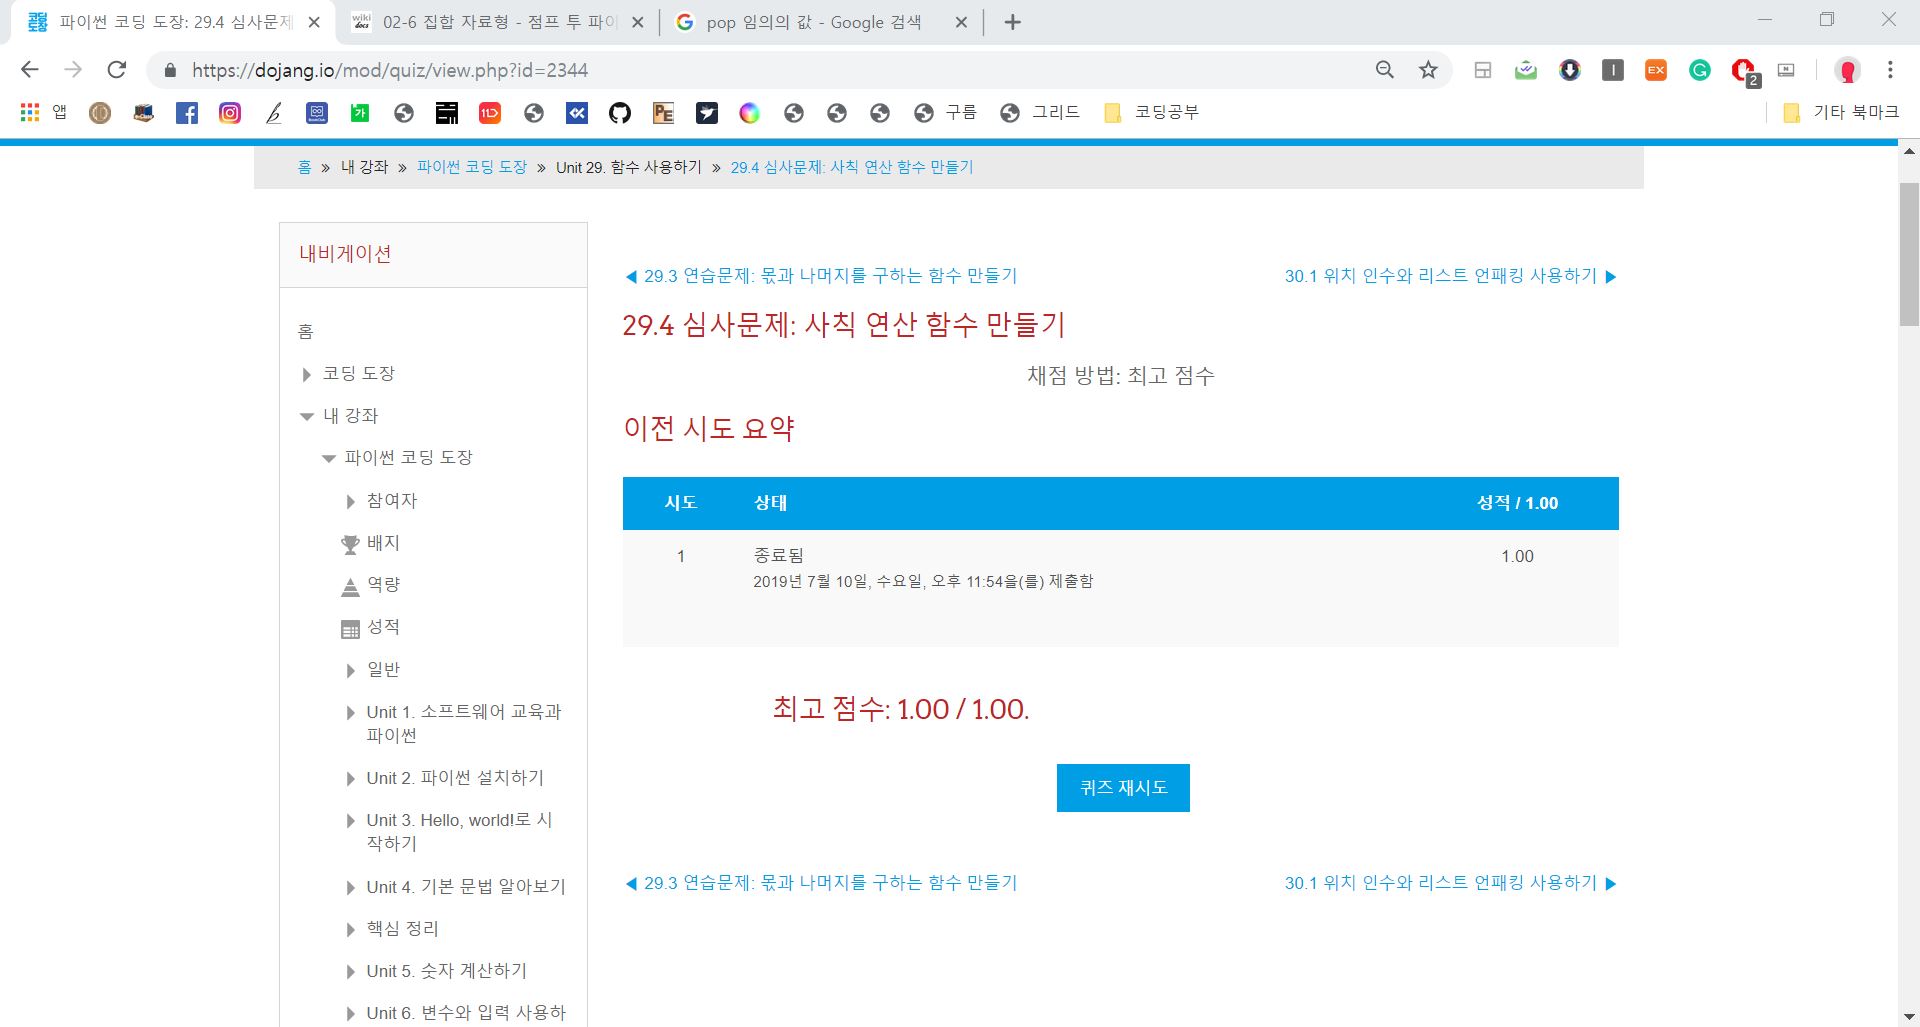 파이썬 코딩 도장: 29.4 심사문제
02-6 집합 자료형 - 점프 투 파이
pop 임의의 값 - Google 검색
https://dojang.io/mod/quiz/view.php?id=2344
앱
구름
그리드
코딩공부
기타 북마크
홈 » 내 강좌 » 파이썬 코딩 도장 » Unit 29. 함수 사용하기 » 29.4 심사문제: 사칙 연산 함수 만들기
내비게이션
홈
코딩 도장
내 강좌
파이썬 코딩 도장
참여자
배지
역량
성적
일반
Unit 1. 소프트웨어 교육과
파이썬
Unit 2. 파이썬 설치하기
Unit 3. Hello, world!로 시
작하기
Unit 4. 기본 문법 알아보기
핵심 정리
Unit 5. 숫자 계산하기
Unit 6. 변수와 입력 사용하
◀ 29.3 연습문제: 몫과 나머지를 구하는 함수 만들기
30.1 위치 인수와 리스트 언패킹 사용하기 ▶
29.4 심사문제: 사칙 연산 함수 만들기
채점 방법: 최고 점수
이전 시도 요약
시도 상태 성적 / 1.00
1 종료됨 1.00
2019년 7월 10일, 수요일, 오후 11:54을(를) 제출함
최고 점수: 1.00 / 1.00.
퀴즈 재시도
◀ 29.3 연습문제: 몫과 나머지를 구하는 함수 만들기
30.1 위치 인수와 리스트 언패킹 사용하기 ▶